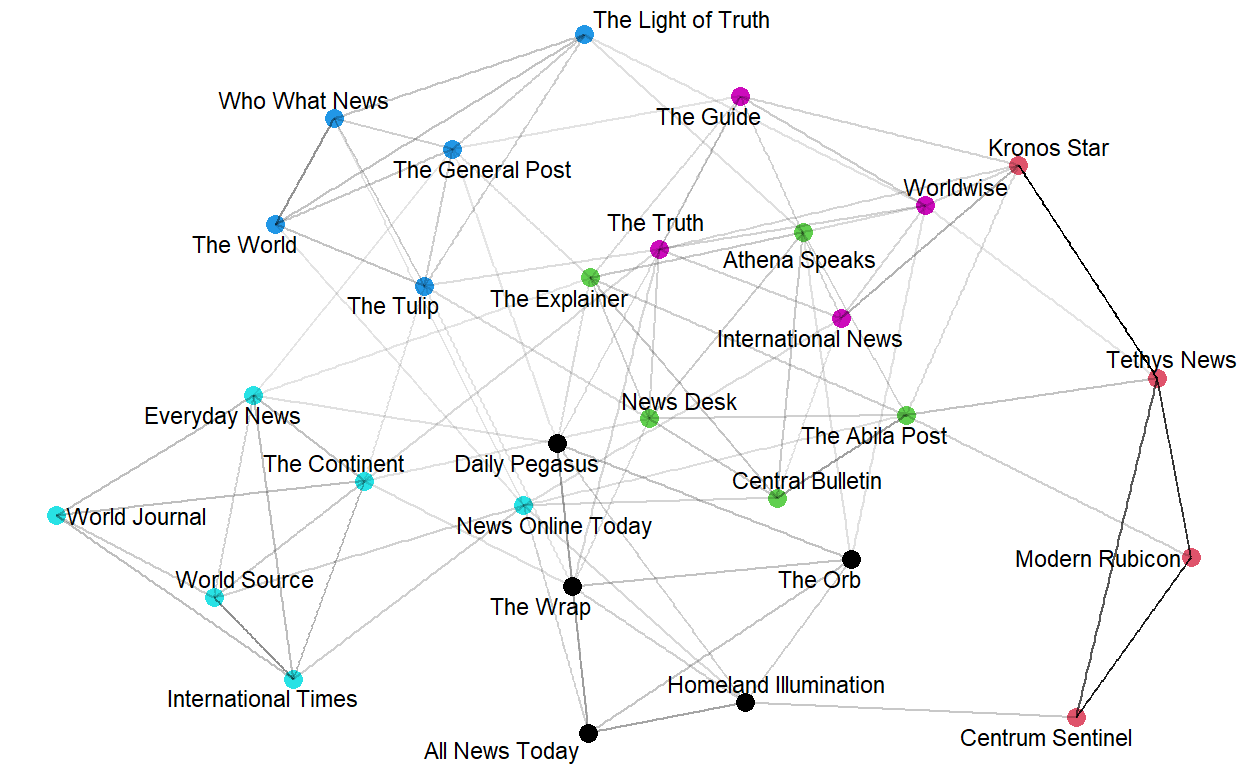 The Light of Truth
Who What News
The Guide
Kronos Star
The General Post
Worldwise
The Truth
The World
Athena Speaks
The Explainer
The Tulip
International News
Tethys News
News Desk
Everyday News
The Abila Post
The Continent
Daily Pegasus
Central Bulletin
World Journal
News Online Today
Modern Rubicon
World Source
The Orb
The Wrap
Homeland Illumination
International Times
Centrum Sentinel
All News Today